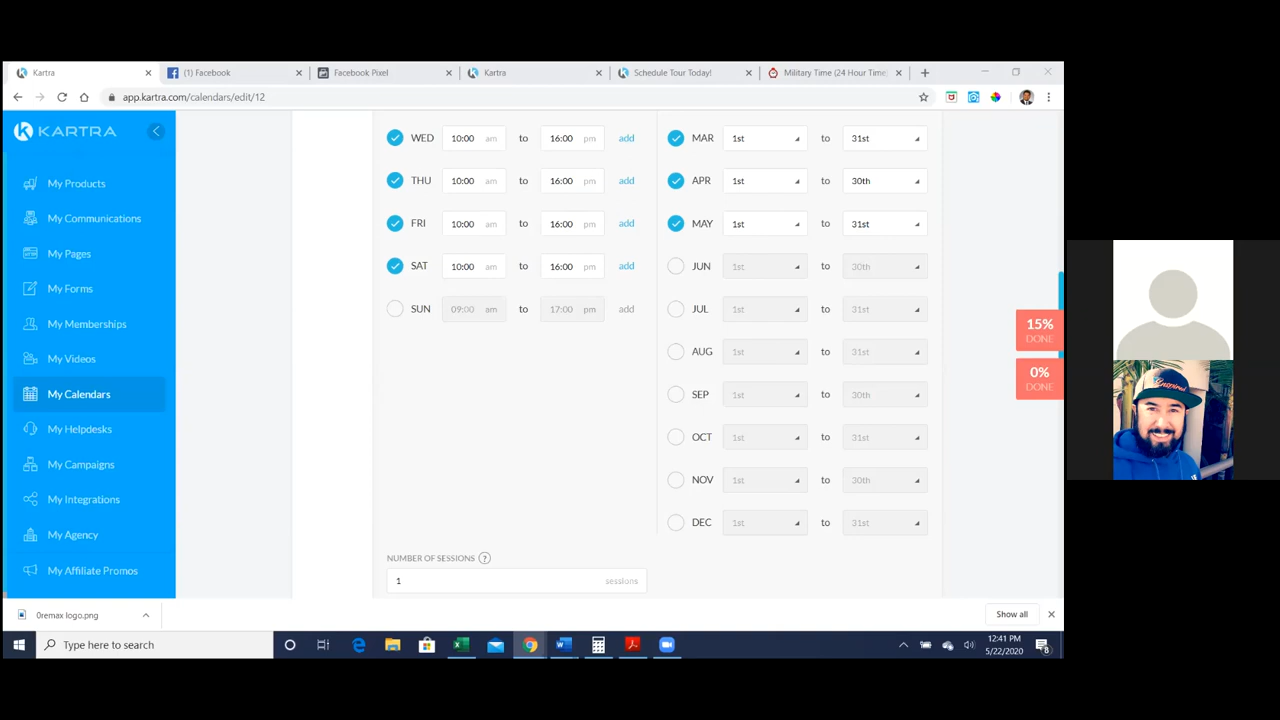 Kartra
(1) Facebook
Facebook Pixel
Kartra
Schedule Tour Today!
Military Time (24 Hour Time)
app.kartra.com/calendars/edit/12
KARTRA
My Products
My Communications
My Pages
My Forms
My Memberships
My Videos
My Calendars
My Helpdesks
My Campaigns
My Integrations
My Agency
My Affiliate Promos
WED 10:00 am to 16:00 pm add
THU 10:00 am to 16:00 pm add
FRI 10:00 am to 16:00 pm add
SAT 10:00 am to 16:00 pm add
SUN 09:00 am to 17:00 pm add
MAR 1st to 31st
APR 1st to 30th
MAY 1st to 31st
JUN 1st to 30th
JUL 1st to 31st
AUG 1st to 31st
SEP 1st to 30th
OCT 1st to 31st
NOV 1st to 30th
DEC 1st to 31st
NUMBER OF SESSIONS ?
1 sessions
15%
DONE
0%
DONE
Inspired
0remax logo.png
Show all
Type here to search
12:41 PM
5/22/2020
8